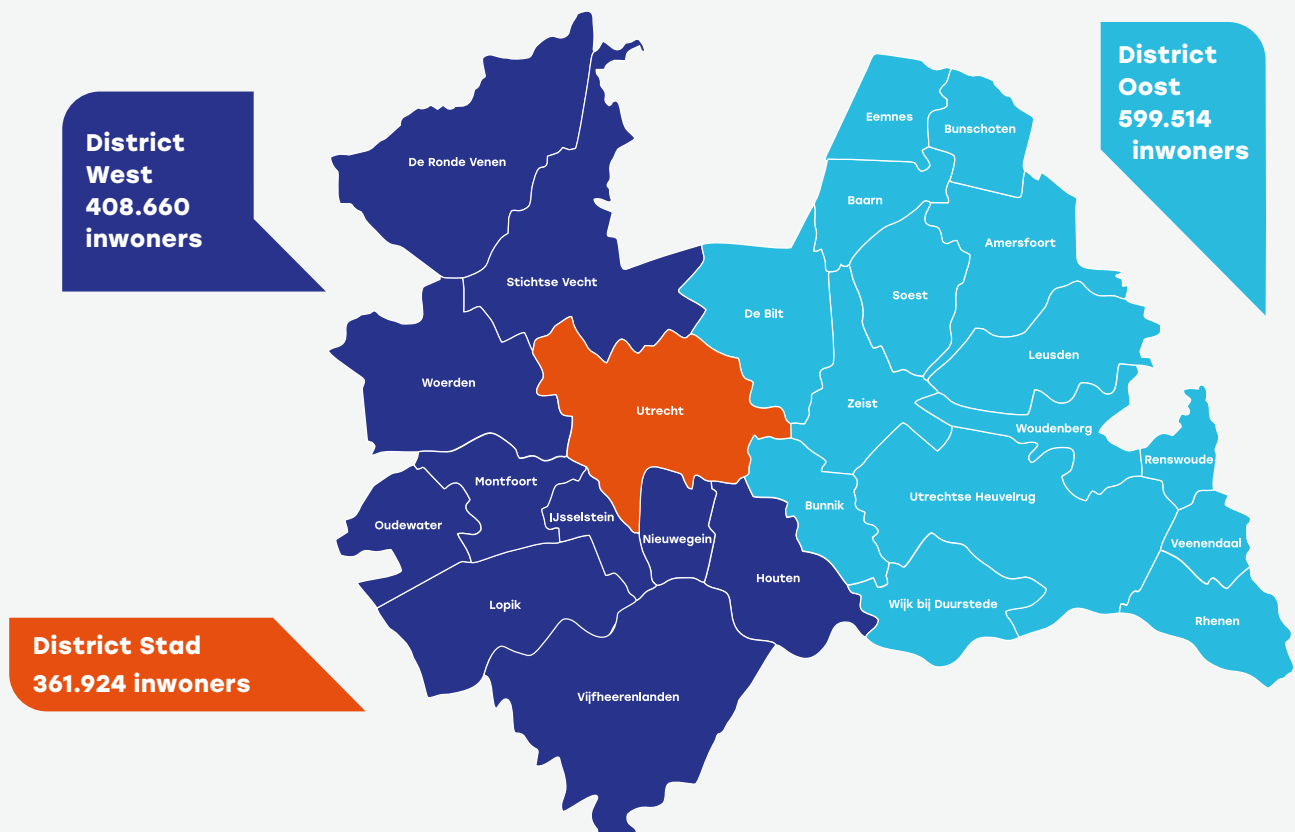 District
West
408.660
inwoners
District
Oost
599.514
inwoners
District Stad
361.924 inwoners
De Ronde Venen
Stichtse Vecht
Woerden
Utrecht
Montfoort
Oudewater
IJsselstein
Nieuwegein
Houten
Lopik
Vijfheerenlanden
Eemnes
Bunschoten
Baarn
Amersfoort
Soest
De Bilt
Leusden
Zeist
Woudenberg
Renswoude
Utrechtse Heuvelrug
Bunnik
Veenendaal
Wijk bij Duurstede
Rhenen